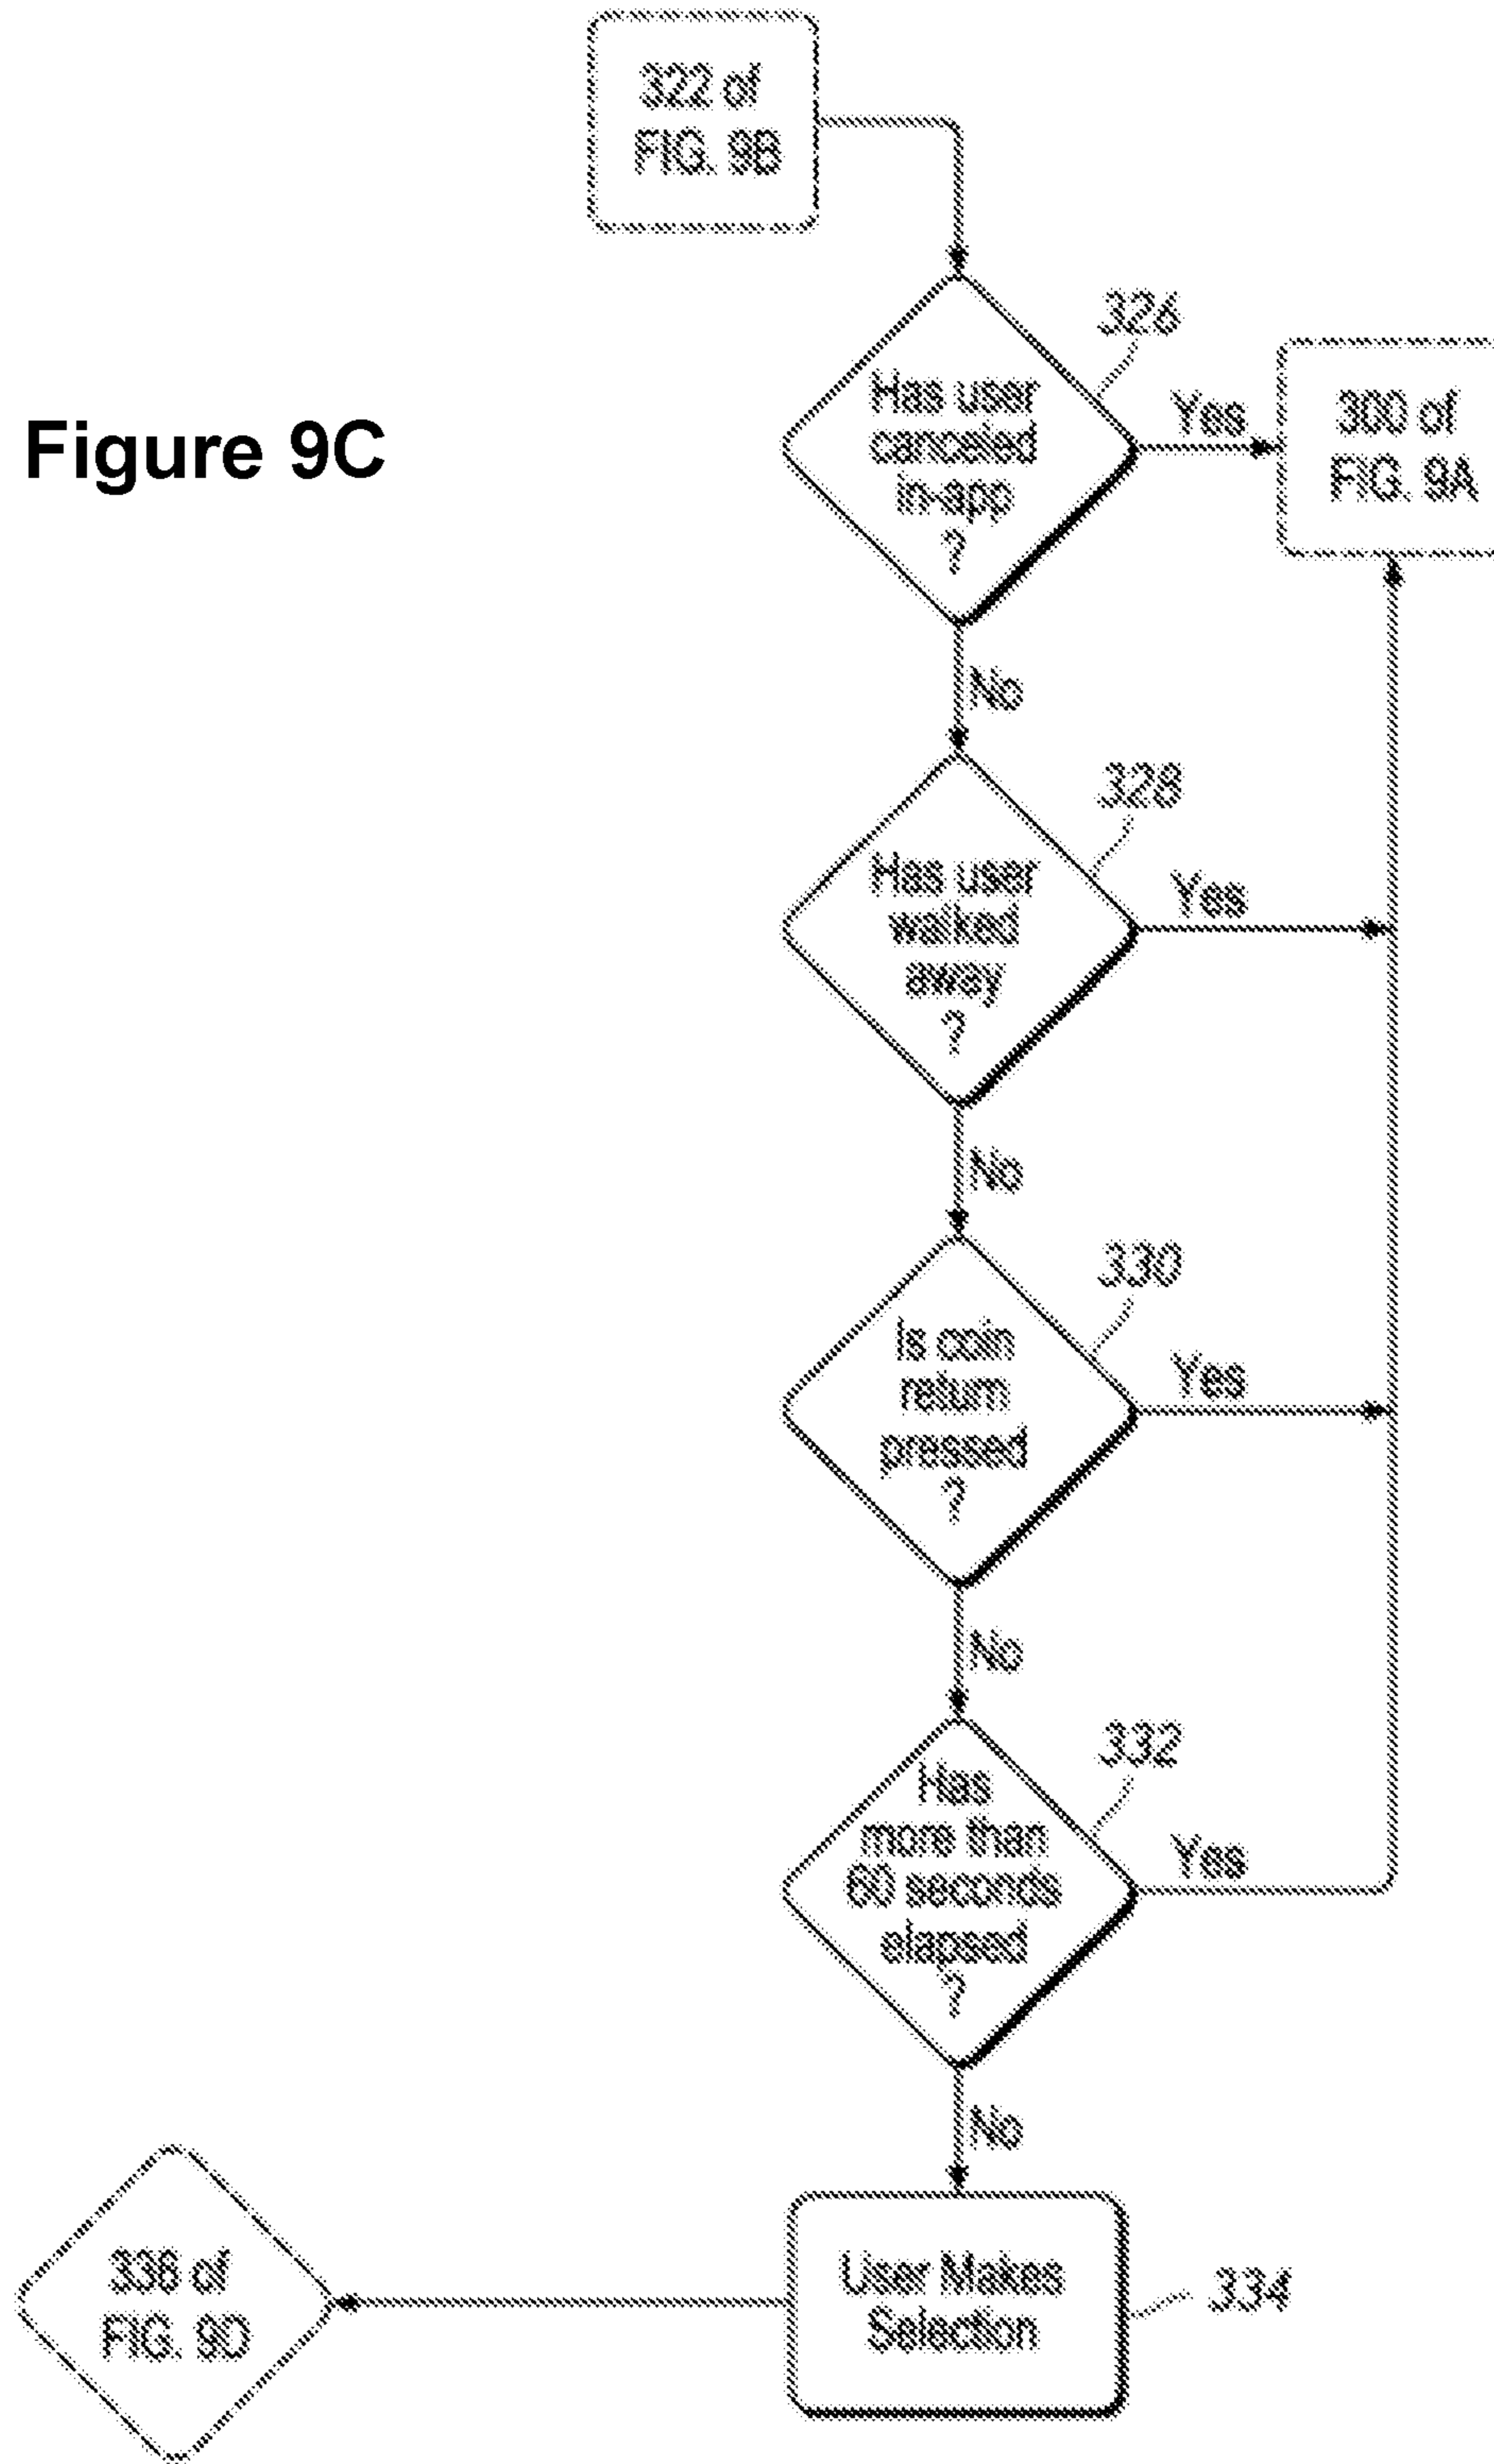 322 of
FIG. 9B
326
Has user
canceled
in-app
?
Yes
300 of
FIG. 9A
Figure 9C
No
328
Has user
walked
away
?
Yes
No
330
Is coin
return
pressed
?
Yes
No
332
Has
more than
60 seconds
elapsed
?
Yes
No
336 of
FIG. 9D
User Makes
Selection
334